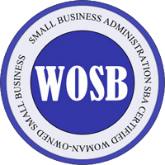 SMALL BUSINESS ADMINISTRATION SBA CERTIFIED WOMAN-OWNED SMALL BUSINESS
WOSB